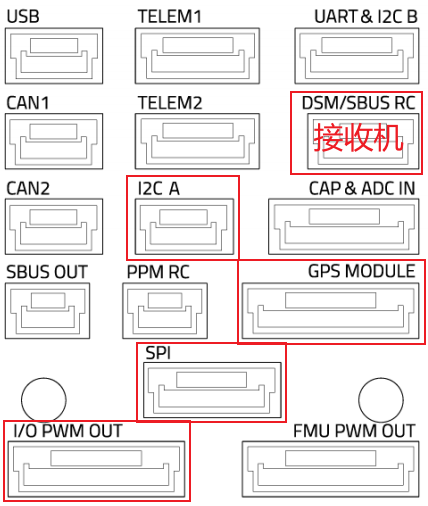 USB
TELEM1
UART & I2C B
CAN1
TELEM2
DSM/SBUS RC
接收机
CAN2
I2C A
CAP & ADC IN
SBUS OUT
PPM RC
GPS MODULE
SPI
I/O PWM OUT
FMU PWM OUT